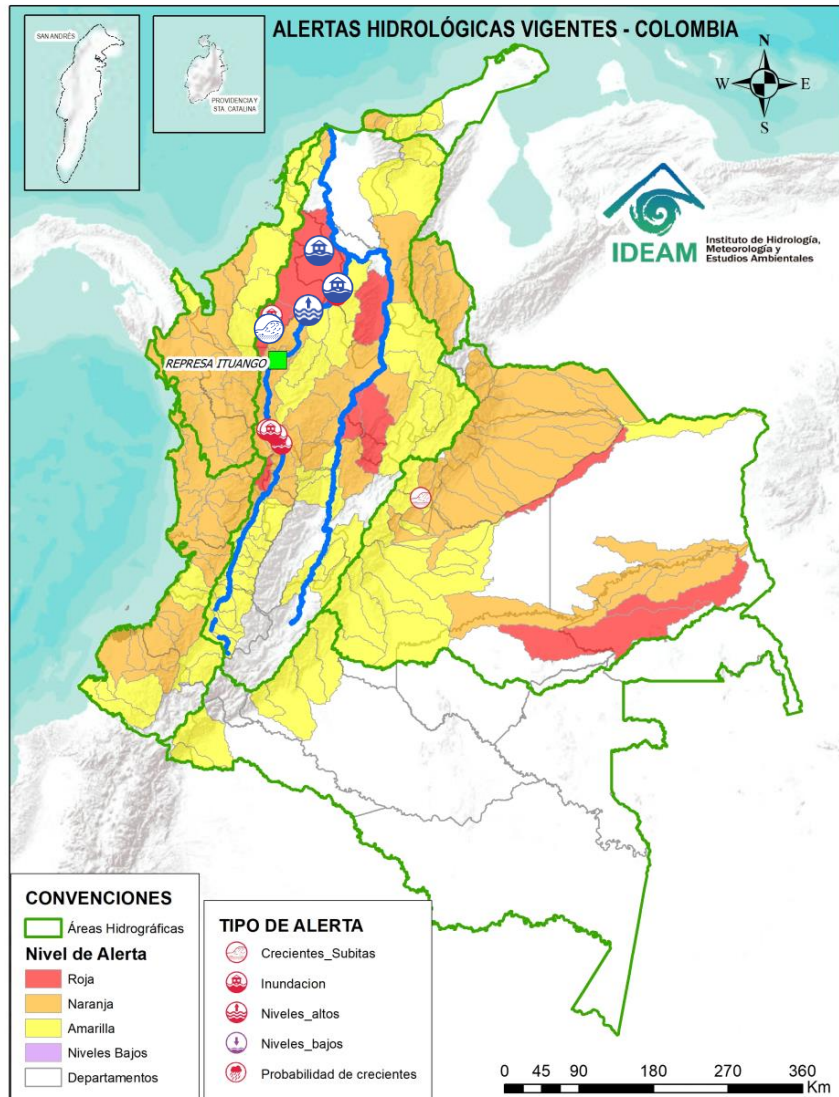 ALERTAS HIDROLÓGICAS VIGENTES - COLOMBIA
SAN ANDRÉS
PROVIDENCIA Y
STA. CATALINA
N
W
E
S
IDEAM
Instituto de Hidrología,
Meteorología y
Estudios Ambientales
REPRESA ITUANGO
CONVENCIONES
Áreas Hidrográficas
Nivel de Alerta
Roja
Naranja
Amarilla
Niveles Bajos
Departamentos
TIPO DE ALERTA
Crecientes_Subitas
Inundacion
Niveles_altos
Niveles_bajos
Probabilidad de crecientes
0 45 90 180 270 360
Km